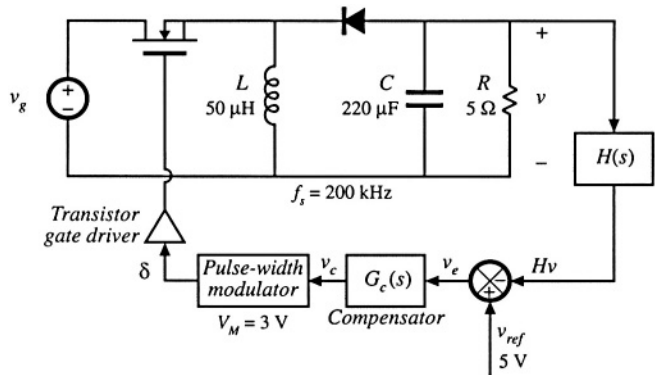 +
−
v_g
L
50 μH
C
220 μF
R
5 Ω
+
v
−
H(s)
f_s = 200 kHz
Transistor
gate driver
δ
Pulse-width
modulator
V_M = 3 V
v_c
G_c(s)
Compensator
v_e
−
+
Hv
v_ref
5 V